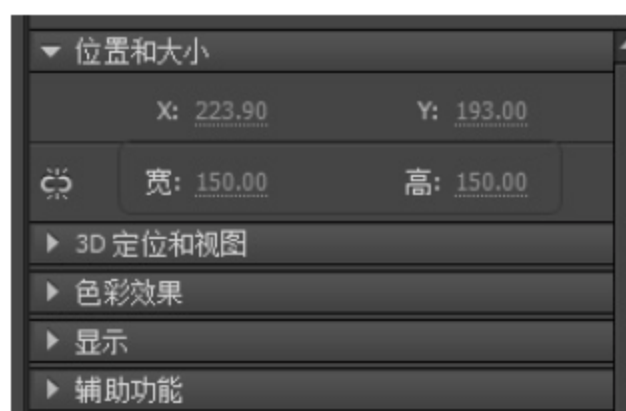 位置和大小
X: 223.90 Y: 193.00
宽: 150.00 高: 150.00
3D 定位和视图
色彩效果
显示
辅助功能